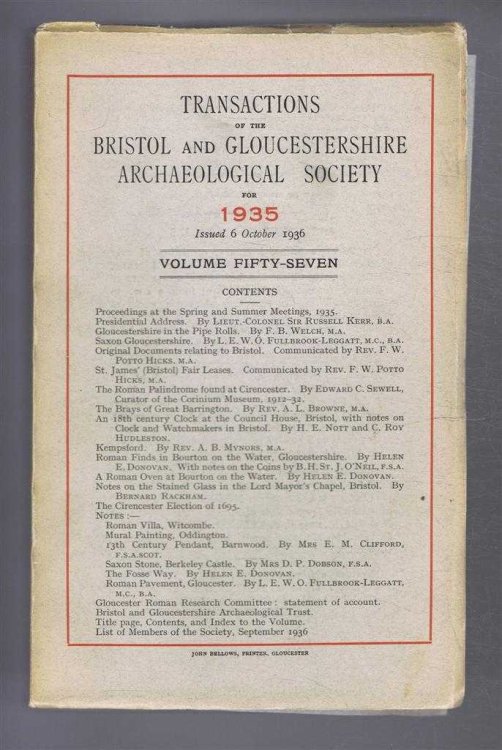 TRANSACTIONS
OF THE
BRISTOL AND GLOUCESTERSHIRE
ARCHAEOLOGICAL SOCIETY
FOR
1935
Issued 6 October 1936
VOLUME FIFTY-SEVEN
CONTENTS
Proceedings at the Spring and Summer Meetings, 1935.
Presidential Address. By LIEUT.-COLONEL SIR RUSSELL KERR, B.A.
Gloucestershire in the Pipe Rolls. By F. B. WELCH, M.A.
Saxon Gloucestershire. By L. E. W. O. FULLBROOK-LEGGATT, M.C., B.A.
Original Documents relating to Bristol. Communicated by REV. F. W.
POTTO HICKS, M.A.
St. James' (Bristol) Fair Leases. Communicated by REV. F. W. POTTO
HICKS, M.A.
The Roman Palindrome found at Cirencester. By EDWARD C. SEWELL,
Curator of the Corinium Museum, 1912-32.
The Brays of Great Barrington. By REV. A. L. BROWNE, M.A.
An 18th century Clock at the Council House, Bristol, with notes on
Clock and Watchmakers in Bristol. By H. E. NOTT and C. ROY
HUDLESTON.
Kempsford. By REV. A. B. MYNORS, M.A.
Roman Finds in Bourton on the Water, Gloucestershire. By HELEN
E. DONOVAN. With notes on the Coins by B. H. ST. J. O'NEIL, F.S.A.
A Roman Oven at Bourton on the Water. By HELEN E. DONOVAN.
Notes on the Stained Glass in the Lord Mayor's Chapel, Bristol. By
BERNARD RACKHAM.
The Cirencester Election of 1695.
NOTES :—
Roman Villa, Witcombe.
Mural Painting, Oddington.
13th Century Pendant, Barnwood. By MRS E. M. CLIFFORD,
F.S.A.SCOT.
Saxon Stone, Berkeley Castle. By MRS D. P. DOBSON, F.S.A.
The Fosse Way. By HELEN E. DONOVAN.
Roman Pavement, Gloucester. By L. E. W. O. FULLBROOK-LEGGATT,
M.C., B.A.
Gloucester Roman Research Committee: statement of account.
Bristol and Gloucestershire Archaeological Trust.
Title page, Contents, and Index to the Volume.
List of Members of the Society, September 1936
JOHN BELLOWS, PRINTER, GLOUCESTER